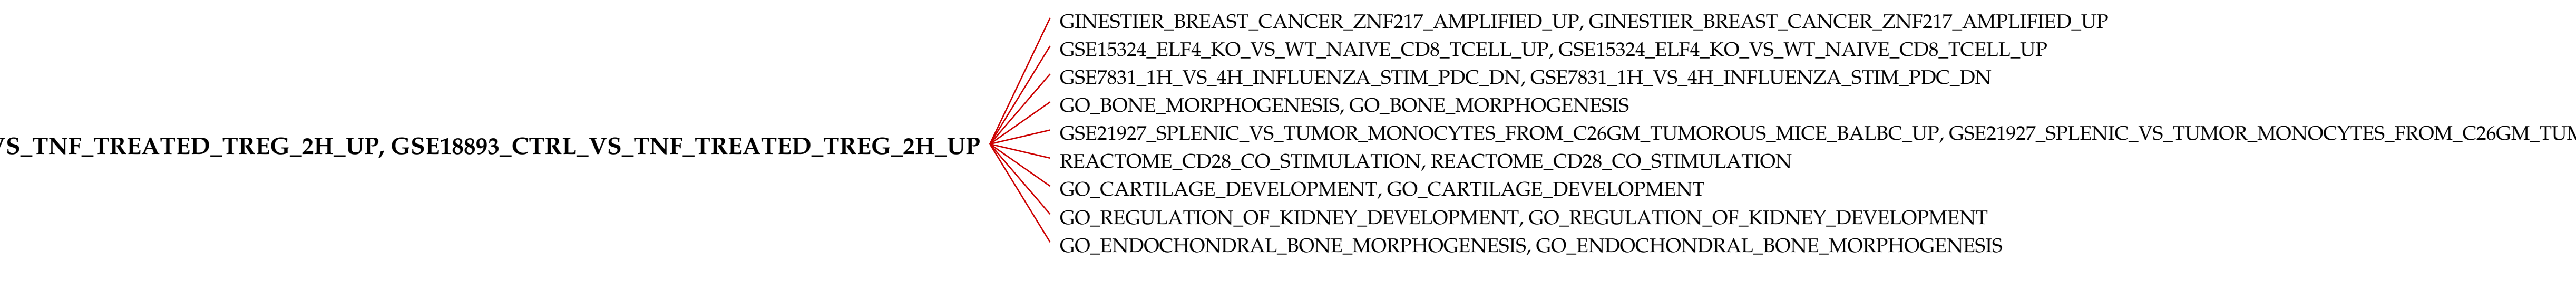 GINESTIER_BREAST_CANCER_ZNF217_AMPLIFIED_UP, GINESTIER_BREAST_CANCER_ZNF217_AMPLIFIED_UP
GSE15324_ELF4_KO_VS_WT_NAIVE_CD8_TCELL_UP, GSE15324_ELF4_KO_VS_WT_NAIVE_CD8_TCELL_UP
GSE7831_1H_VS_4H_INFLUENZA_STIM_PDC_DN, GSE7831_1H_VS_4H_INFLUENZA_STIM_PDC_DN
GO_BONE_MORPHOGENESIS, GO_BONE_MORPHOGENESIS
GSE21927_SPLENIC_VS_TUMOR_MONOCYTES_FROM_C26GM_TUMOROUS_MICE_BALBC_UP, GSE21927_SPLENIC_VS_TUMOR_MONOCYTES_FROM_C26GM_TUM
VS_TNF_TREATED_TREG_2H_UP, GSE18893_CTRL_VS_TNF_TREATED_TREG_2H_UP
REACTOME_CD28_CO_STIMULATION, REACTOME_CD28_CO_STIMULATION
GO_CARTILAGE_DEVELOPMENT, GO_CARTILAGE_DEVELOPMENT
GO_REGULATION_OF_KIDNEY_DEVELOPMENT, GO_REGULATION_OF_KIDNEY_DEVELOPMENT
GO_ENDOCHONDRAL_BONE_MORPHOGENESIS, GO_ENDOCHONDRAL_BONE_MORPHOGENESIS